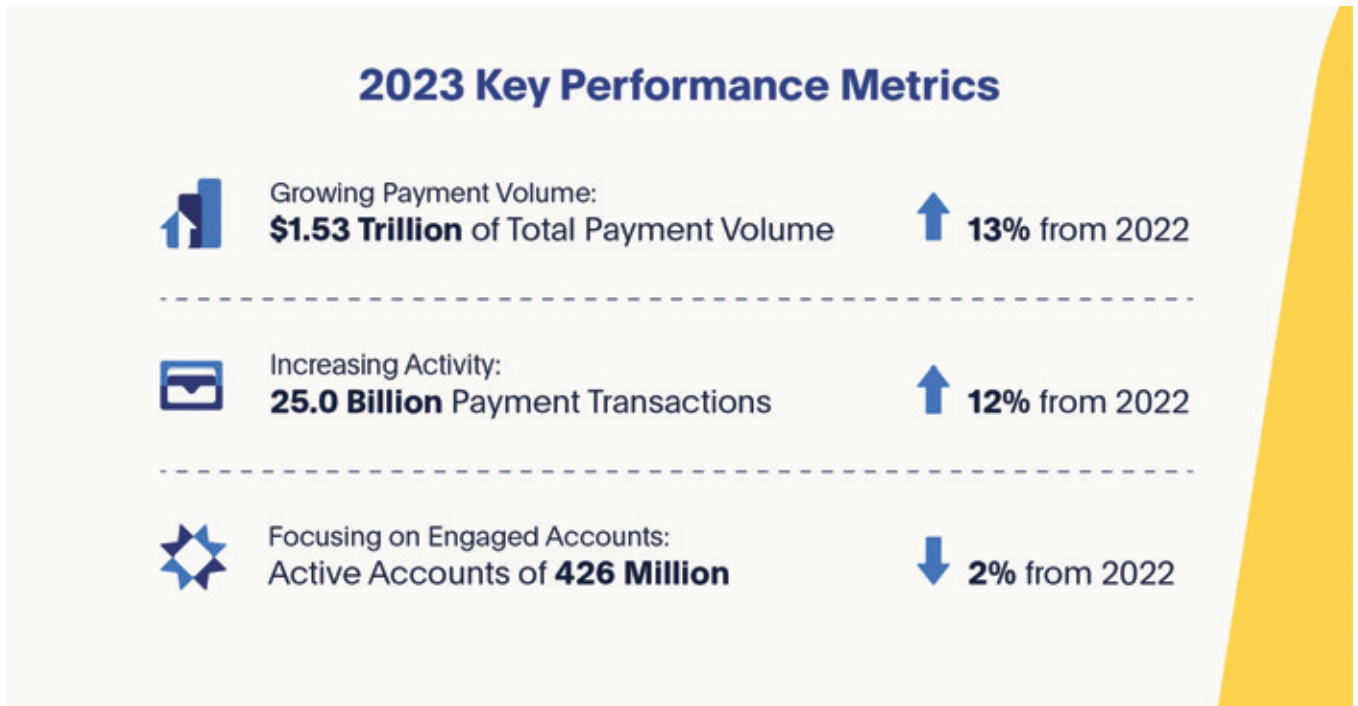 2023 Key Performance Metrics
Growing Payment Volume:
$1.53 Trillion of Total Payment Volume
13% from 2022
Increasing Activity:
25.0 Billion Payment Transactions
12% from 2022
Focusing on Engaged Accounts:
Active Accounts of 426 Million
2% from 2022